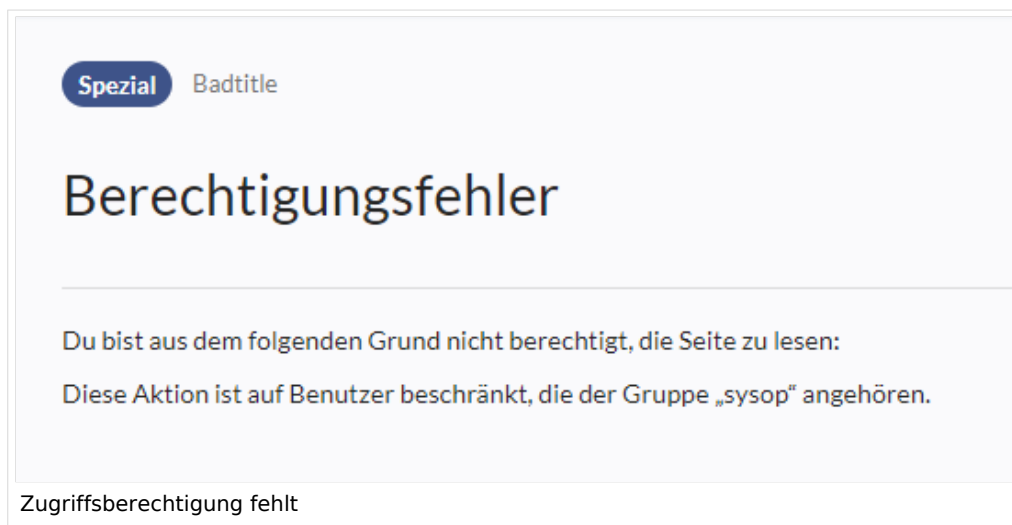 Spezial Badtitle
Berechtigungsfehler
Du bist aus dem folgenden Grund nicht berechtigt, die Seite zu lesen:
Diese Aktion ist auf Benutzer beschränkt, die der Gruppe „sysop“ angehören.
Zugriffsberechtigung fehlt